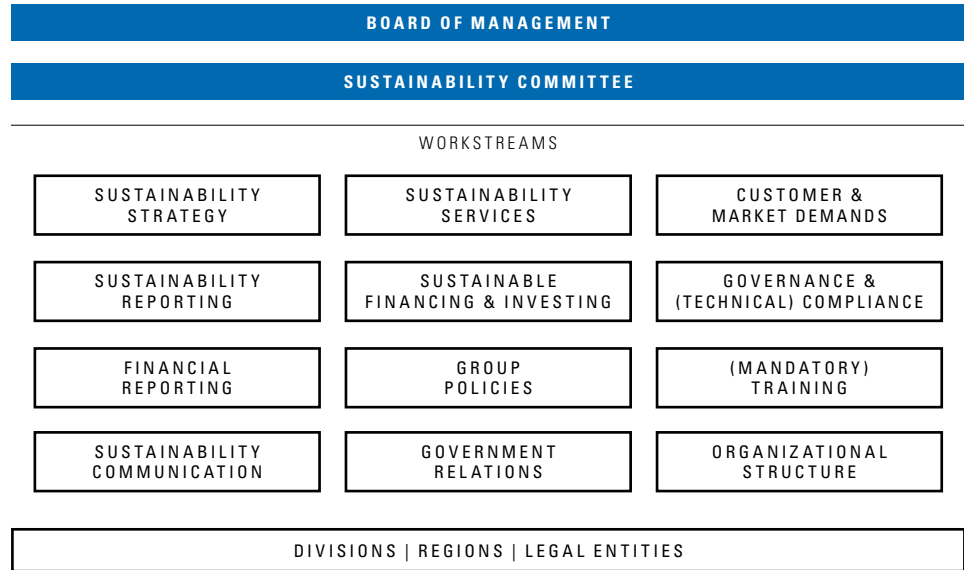 BOARD OF MANAGEMENT
SUSTAINABILITY COMMITTEE
WORKSTREAMS
SUSTAINABILITY
STRATEGY
SUSTAINABILITY
SERVICES
CUSTOMER &
MARKET DEMANDS
SUSTAINABILITY
REPORTING
SUSTAINABLE
FINANCING & INVESTING
GOVERNANCE &
(TECHNICAL) COMPLIANCE
FINANCIAL
REPORTING
GROUP
POLICIES
(MANDATORY)
TRAINING
SUSTAINABILITY
COMMUNICATION
GOVERNMENT
RELATIONS
ORGANIZATIONAL
STRUCTURE
DIVISIONS | REGIONS | LEGAL ENTITIES